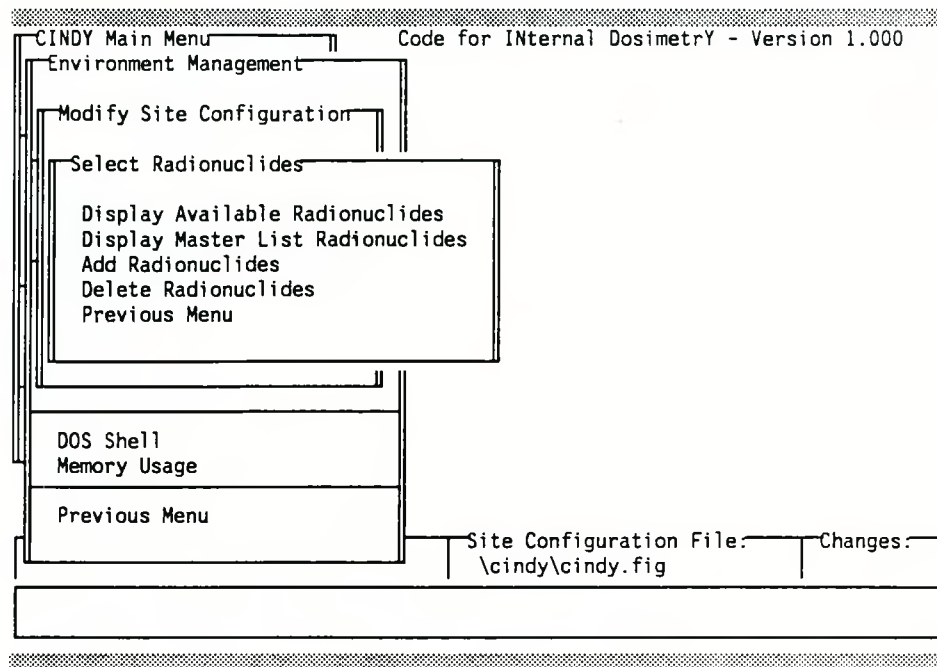 CINDY Main Menu Code for INternal DosimetrY - Version 1.000
Environment Management
Modify Site Configuration
Select Radionuclides
Display Available Radionuclides
Display Master List Radionuclides
Add Radionuclides
Delete Radionuclides
Previous Menu
DOS Shell
Memory Usage
Previous Menu
Site Configuration File: Changes:
\cindy\cindy.fig